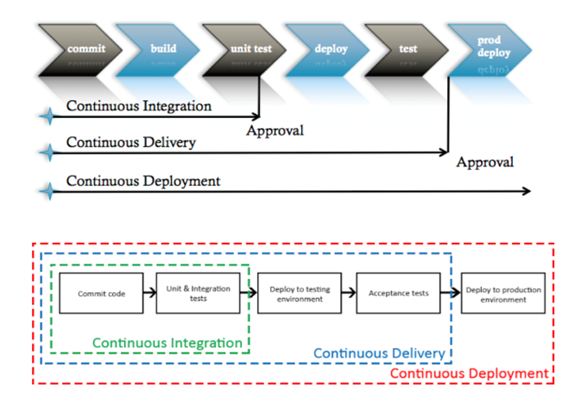 commit
build
unit test
deploy
test
prod
deploy
Continuous Integration
Approval
Continuous Delivery
Approval
Continuous Deployment
Commit code
Unit & Integration
tests
Deploy to testing
environment
Acceptance tests
Deploy to production
environment
Continuous Integration
Continuous Delivery
Continuous Deployment